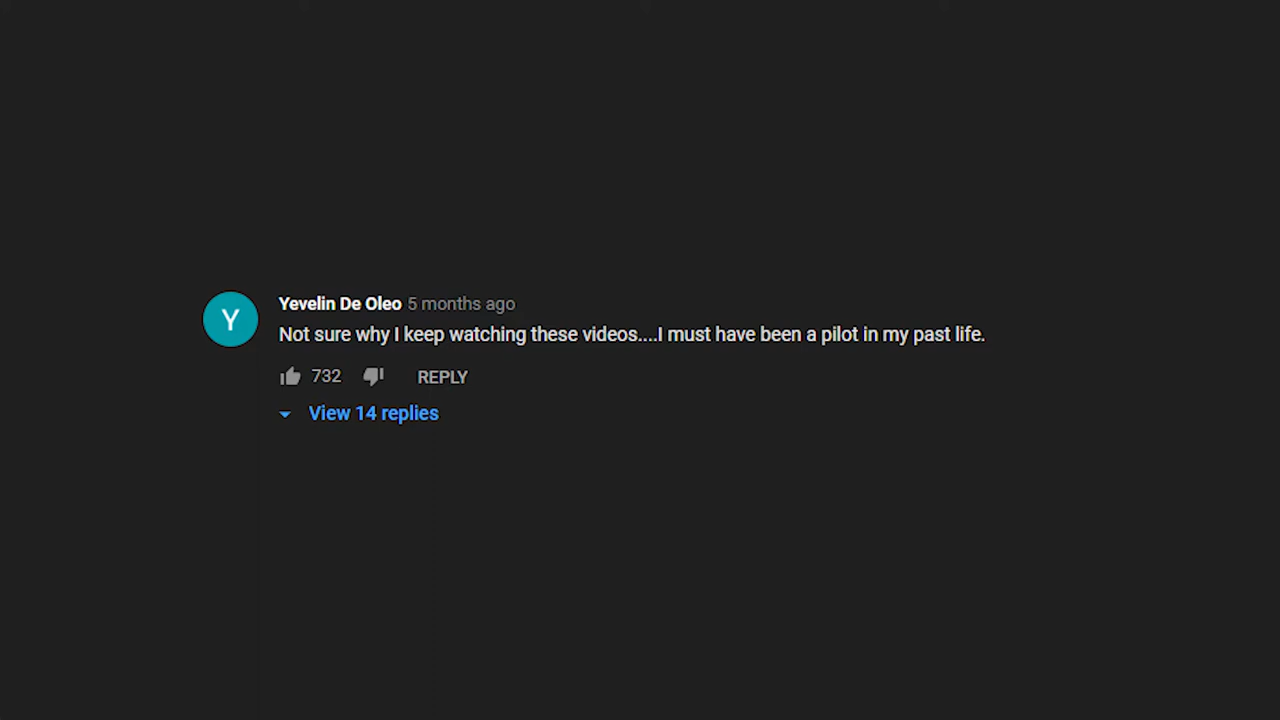 Y
Yevelin De Oleo 5 months ago
Not sure why I keep watching these videos....I must have been a pilot in my past life.
732 REPLY
View 14 replies